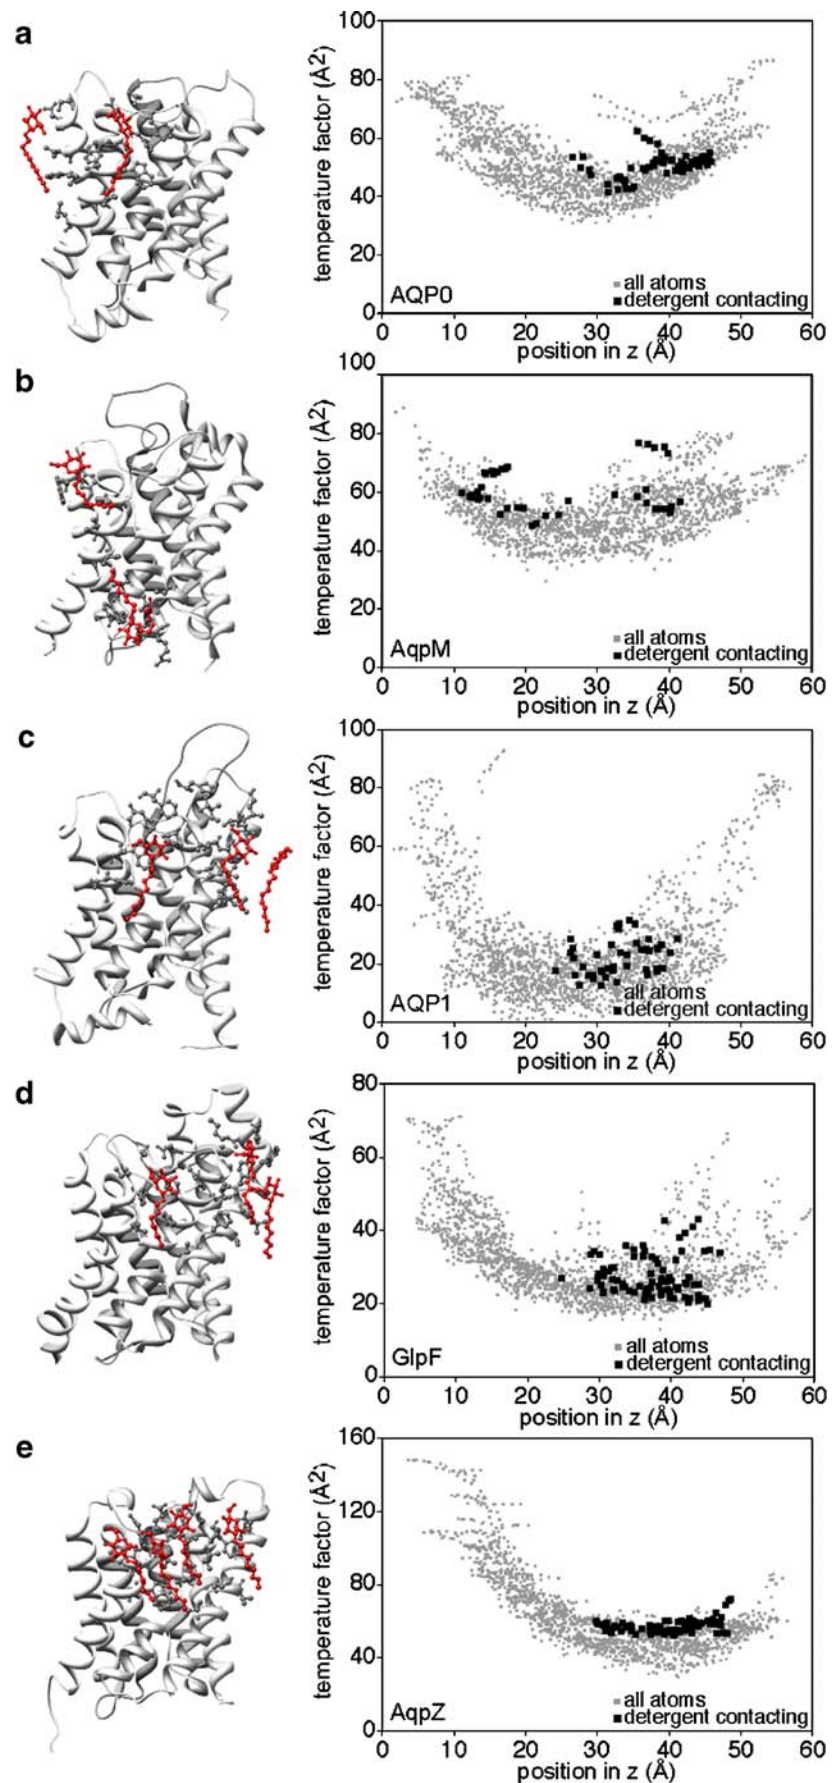 a
temperature factor (Å2)
100
80
60
40
20
0
AQP0
all atoms
detergent contacting
0 10 20 30 40 50 60
position in z (Å)
b
temperature factor (Å2)
100
80
60
40
20
0
AqpM
all atoms
detergent contacting
0 10 20 30 40 50 60
position in z (Å)
c
temperature factor (Å2)
100
80
60
40
20
0
AQP1
all atoms
detergent contacting
0 10 20 30 40 50 60
position in z (Å)
d
temperature factor (Å2)
80
60
40
20
0
GlpF
all atoms
detergent contacting
0 10 20 30 40 50 60
position in z (Å)
e
temperature factor (Å2)
160
120
80
40
0
AqpZ
all atoms
detergent contacting
0 10 20 30 40 50 60
position in z (Å)